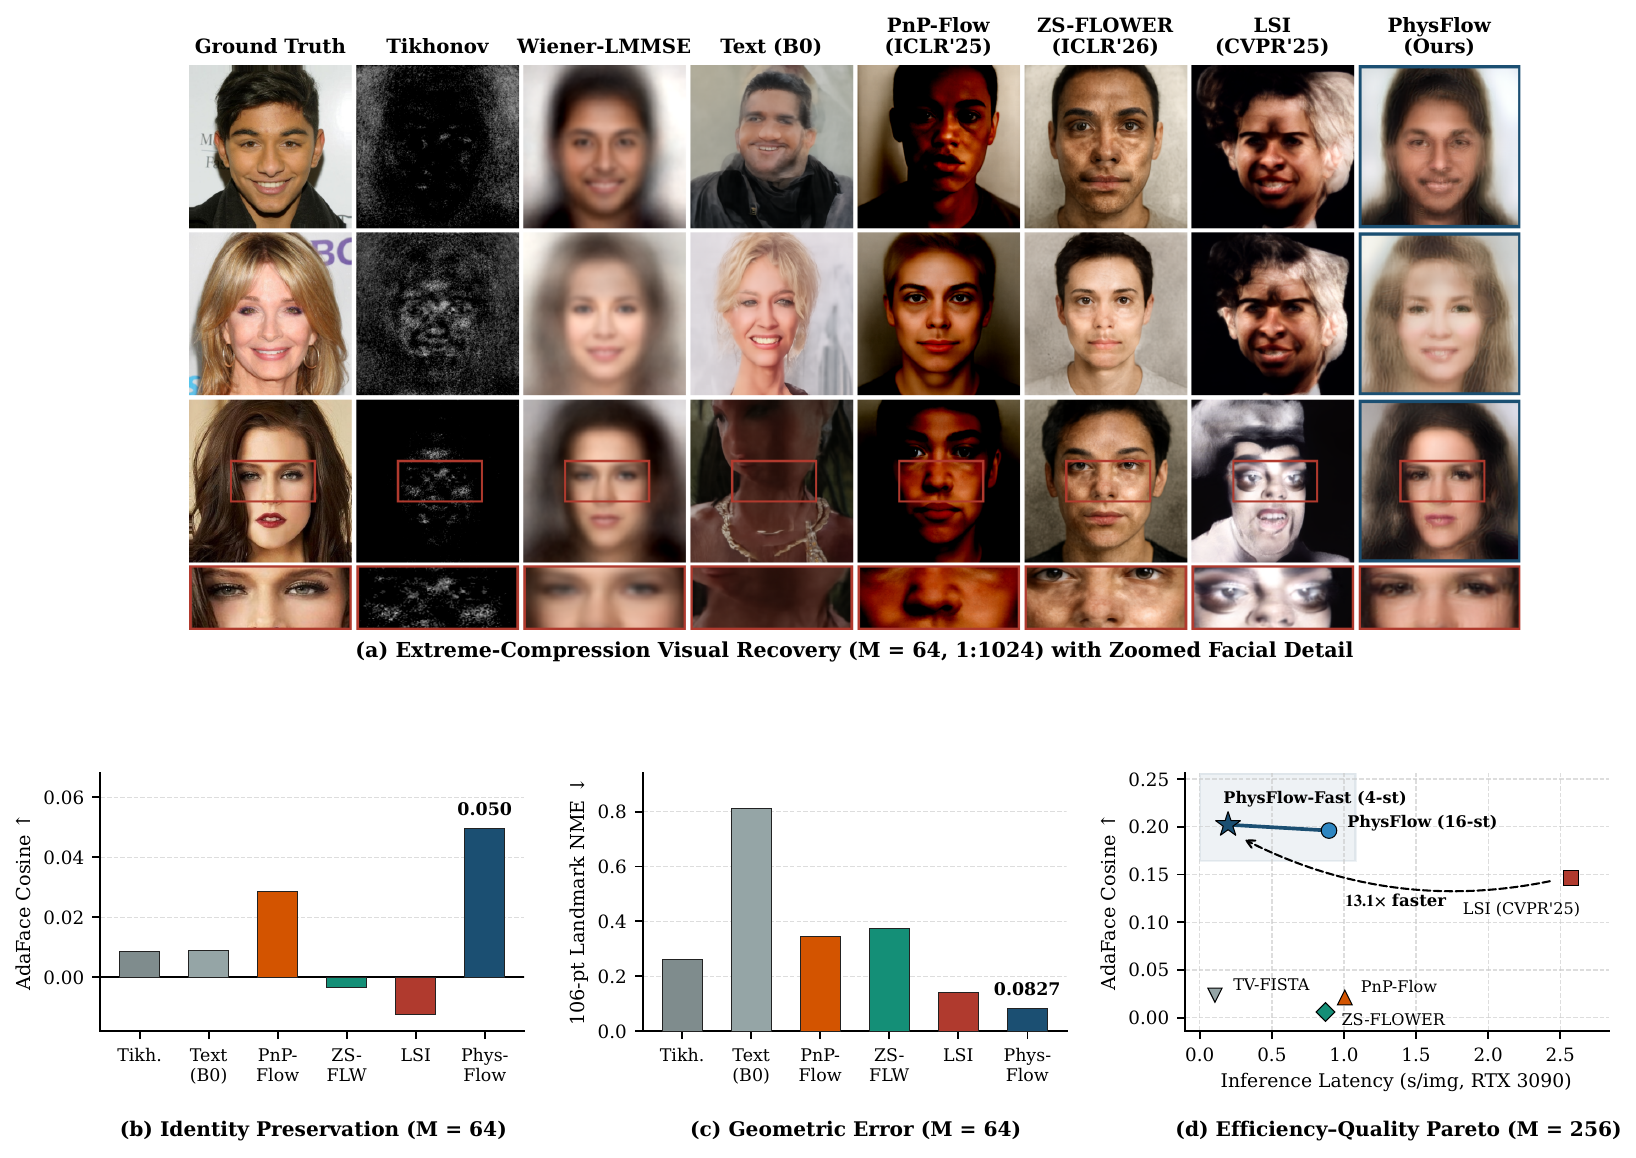 Ground Truth
Tikhonov
Wiener-LMMSE
Text (B0)
PnP-Flow
(ICLR'25)
ZS-FLOWER
(ICLR'26)
LSI
(CVPR'25)
PhysFlow
(Ours)
(a) Extreme-Compression Visual Recovery (M = 64, 1:1024) with Zoomed Facial Detail
AdaFace Cosine ↑
0.06
0.04
0.02
0.00
0.050
Tikh.
Text
(B0)
PnP-
Flow
ZS-
FLW
LSI
Phys-
Flow
(b) Identity Preservation (M = 64)
106-pt Landmark NME ↓
0.8
0.6
0.4
0.2
0.0
0.0827
Tikh.
Text
(B0)
PnP-
Flow
ZS-
FLW
LSI
Phys-
Flow
(c) Geometric Error (M = 64)
AdaFace Cosine ↑
0.25
0.20
0.15
0.10
0.05
0.00
PhysFlow-Fast (4-st)
PhysFlow (16-st)
13.1× faster
LSI (CVPR'25)
TV-FISTA
PnP-Flow
ZS-FLOWER
0.0
0.5
1.0
1.5
2.0
2.5
Inference Latency (s/img, RTX 3090)
(d) Efficiency–Quality Pareto (M = 256)